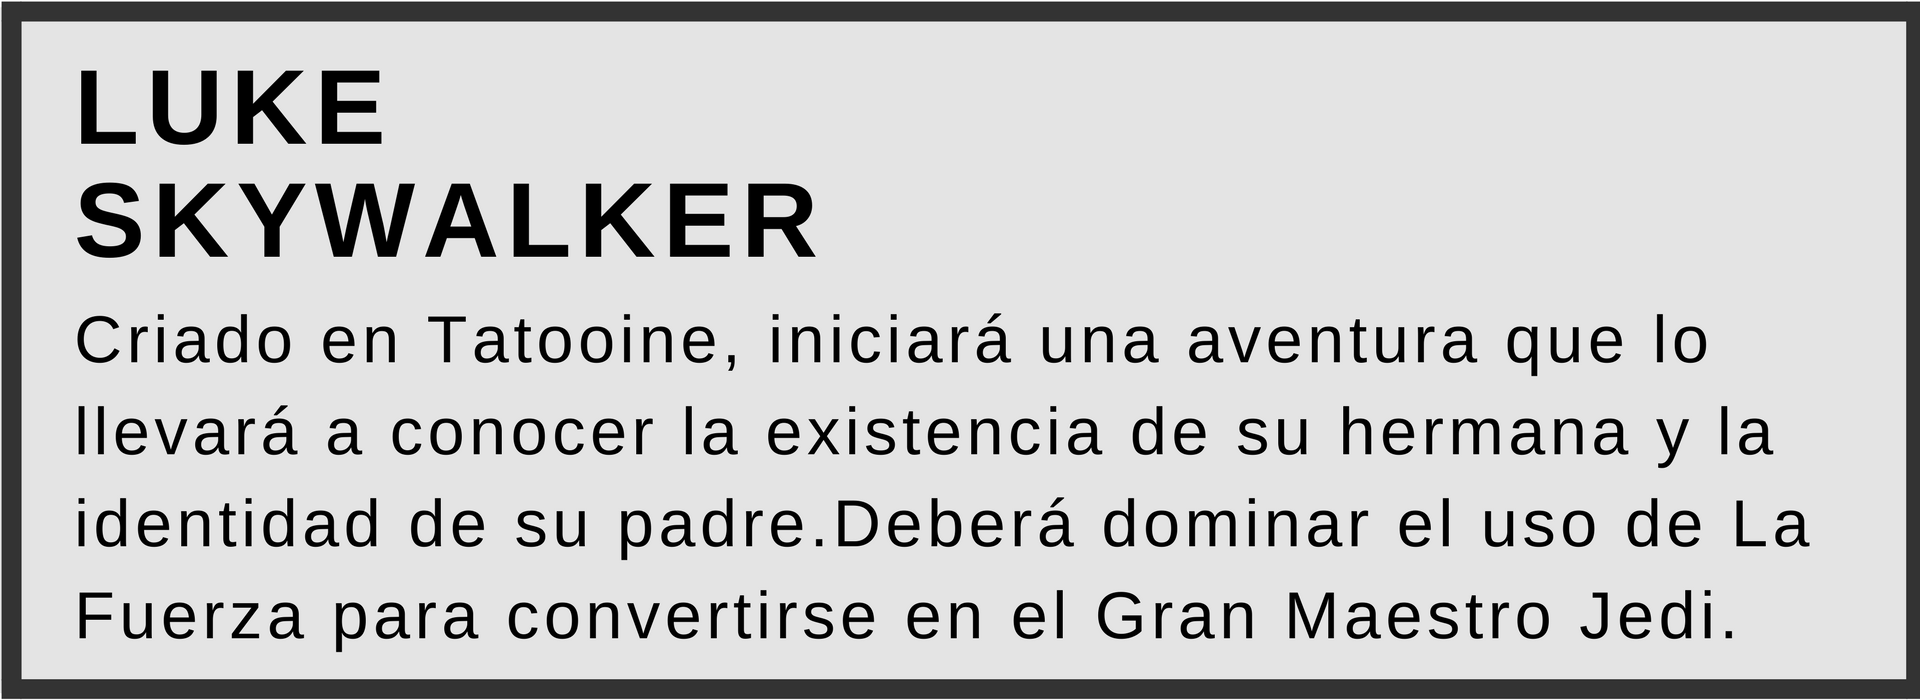 LUKE
SKYWALKER
Criado en Tatooine, iniciará una aventura que lo
llevará a conocer la existencia de su hermana y la
identidad de su padre.Deberá dominar el uso de La
Fuerza para convertirse en el Gran Maestro Jedi.